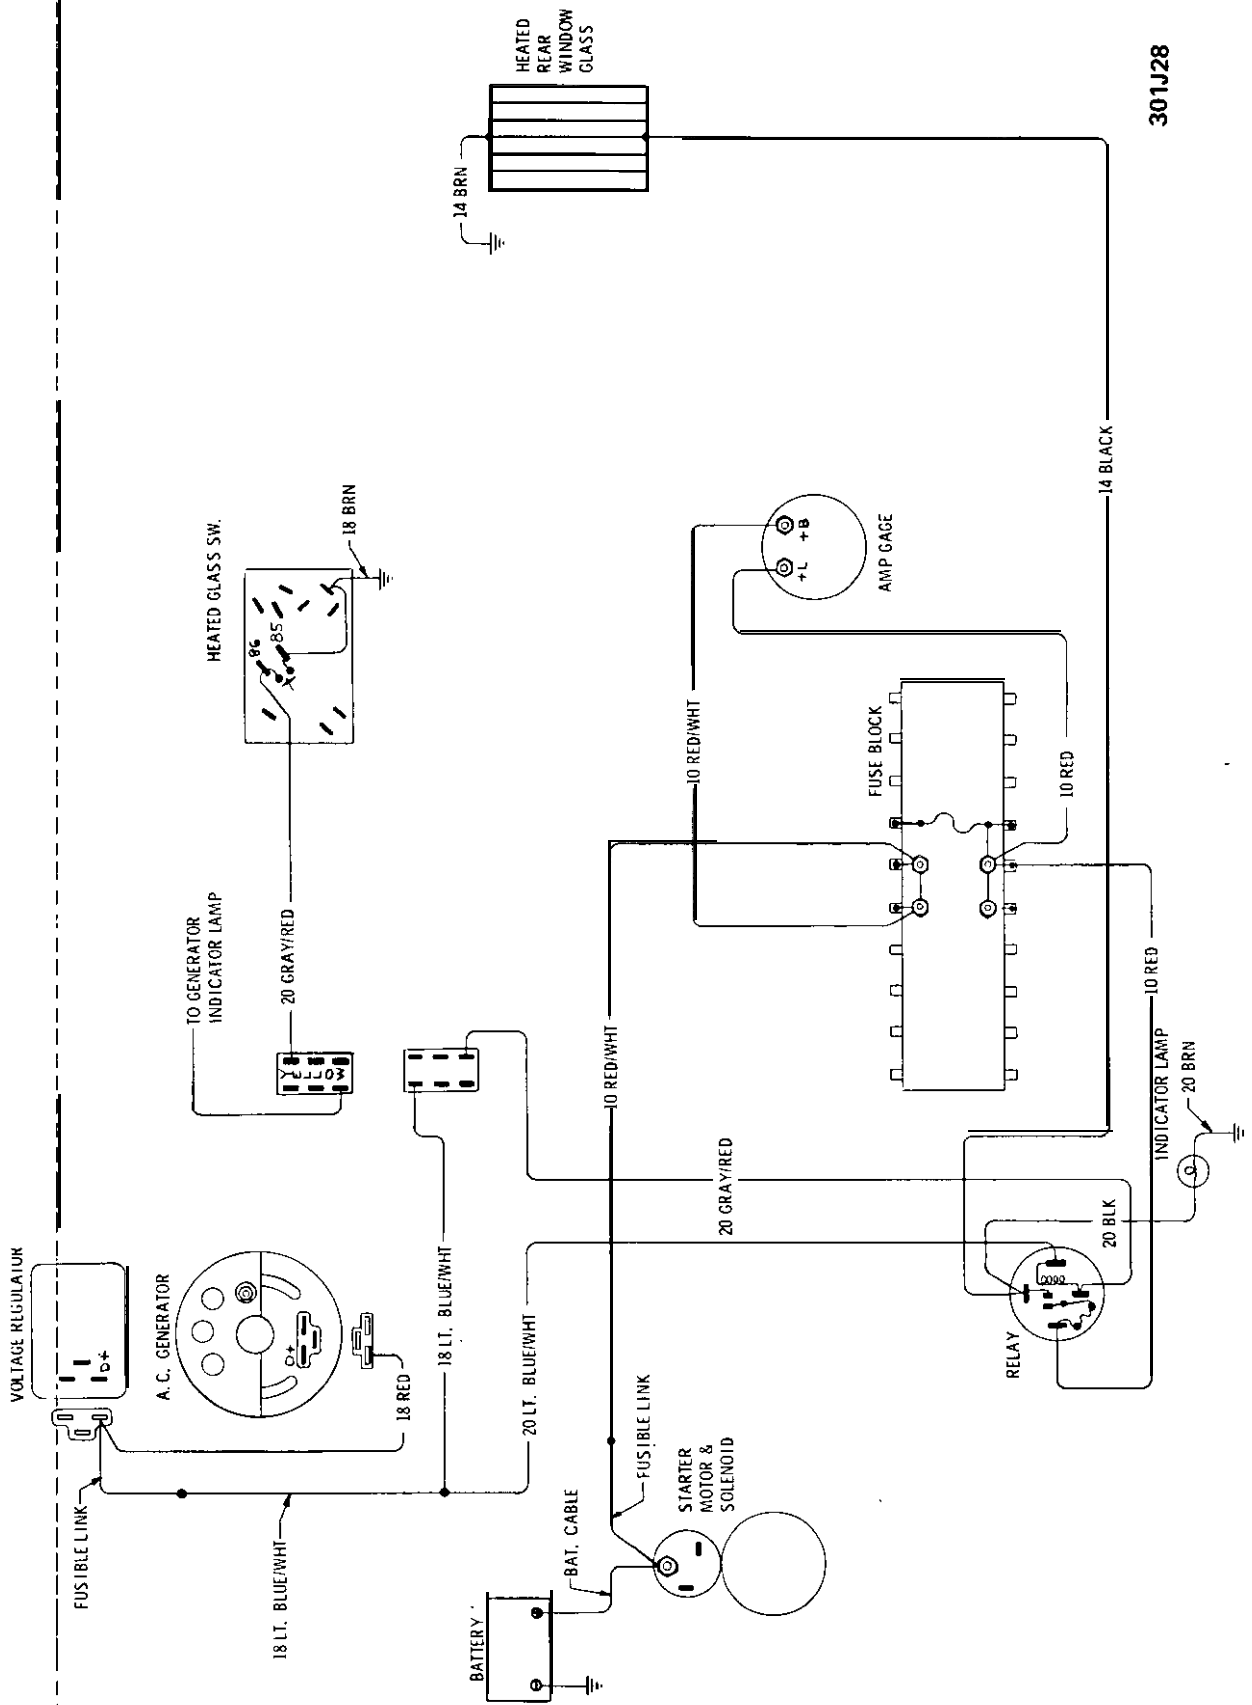 VOLTAGE REGULATOR
D+
FUSIBLE LINK
18 LT. BLUE/WHT
A.C. GENERATOR
D+
18 RED
18 LT. BLUE/WHT
20 LT. BLUE/WHT
TO GENERATOR
INDICATOR LAMP
YELLOW
20 GRAY/RED
HEATED GLASS SW.
86
85
18 BRN
HEATED
REAR
WINDOW
GLASS
14 BRN
BATTERY
BAT. CABLE
FUSIBLE LINK
STARTER
MOTOR &
SOLENOID
10 RED/WHT
10 RED/WHT
20 GRAY/RED
+B
+L
AMP GAGE
FUSE BLOCK
10 RED
14 BLACK
10 RED
RELAY
20 BLK
INDICATOR LAMP
20 BRN
301J28